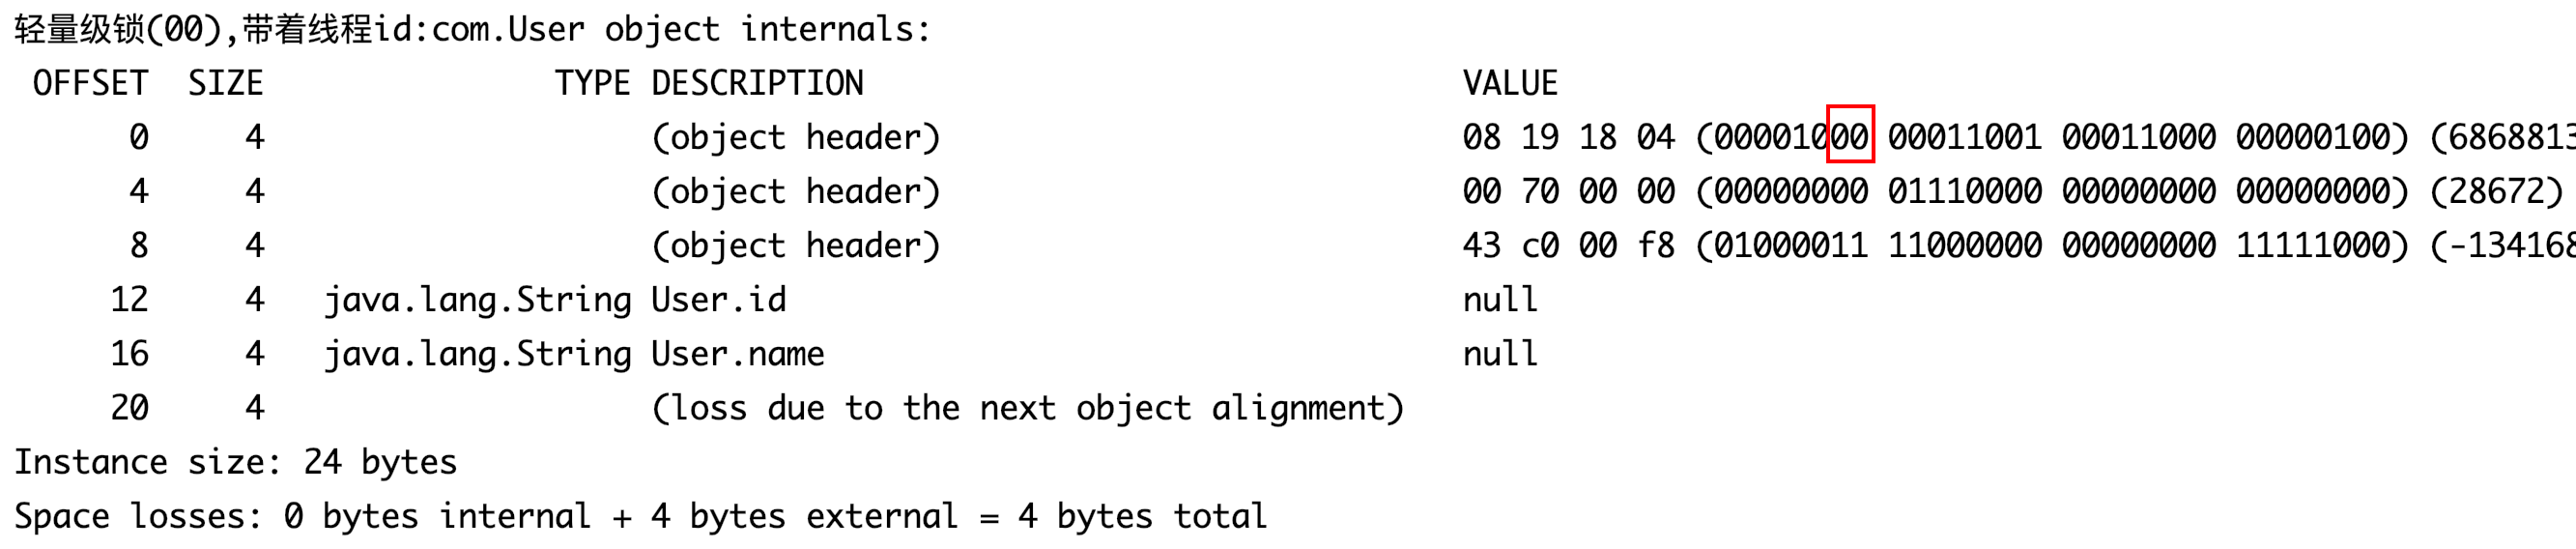 轻量级锁(00),带着线程id:com.User object internals:
OFFSET SIZE TYPE DESCRIPTION VALUE
0 4 (object header) 08 19 18 04 (00001000 00011001 00011000 00000100) (6868813
4 4 (object header) 00 70 00 00 (00000000 01110000 00000000 00000000) (28672)
8 4 (object header) 43 c0 00 f8 (01000011 11000000 00000000 11111000) (-134168
12 4 java.lang.String User.id null
16 4 java.lang.String User.name null
20 4 (loss due to the next object alignment)
Instance size: 24 bytes
Space losses: 0 bytes internal + 4 bytes external = 4 bytes total